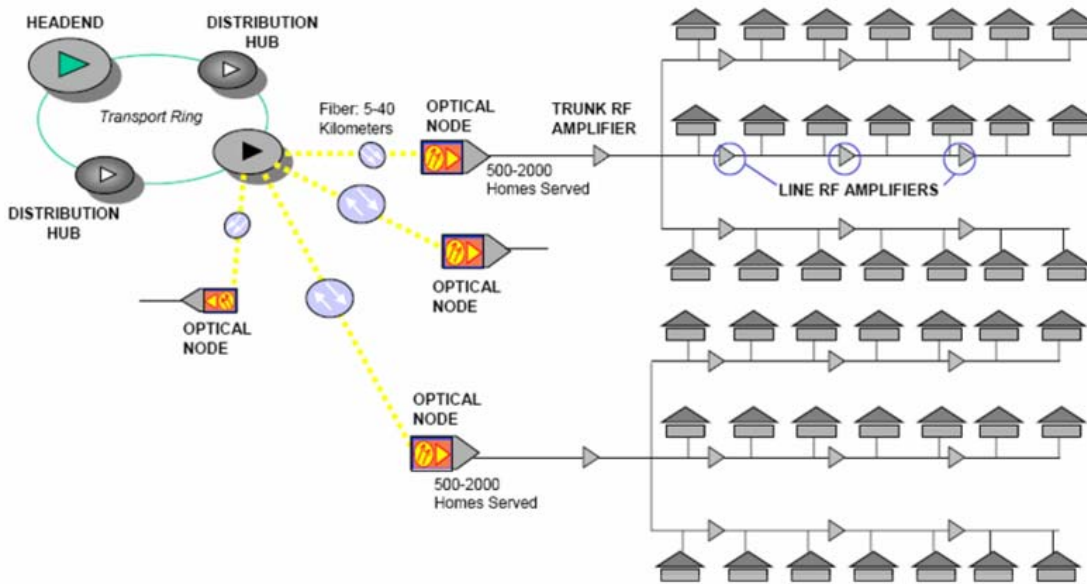 HEADEND
DISTRIBUTION
HUB
Transport Ring
Fiber: 5-40
Kilometers
OPTICAL
NODE
TRUNK RF
AMPLIFIER
500-2000
Homes Served
LINE RF AMPLIFIERS
DISTRIBUTION
HUB
OPTICAL
NODE
OPTICAL
NODE
OPTICAL
NODE
500-2000
Homes Served